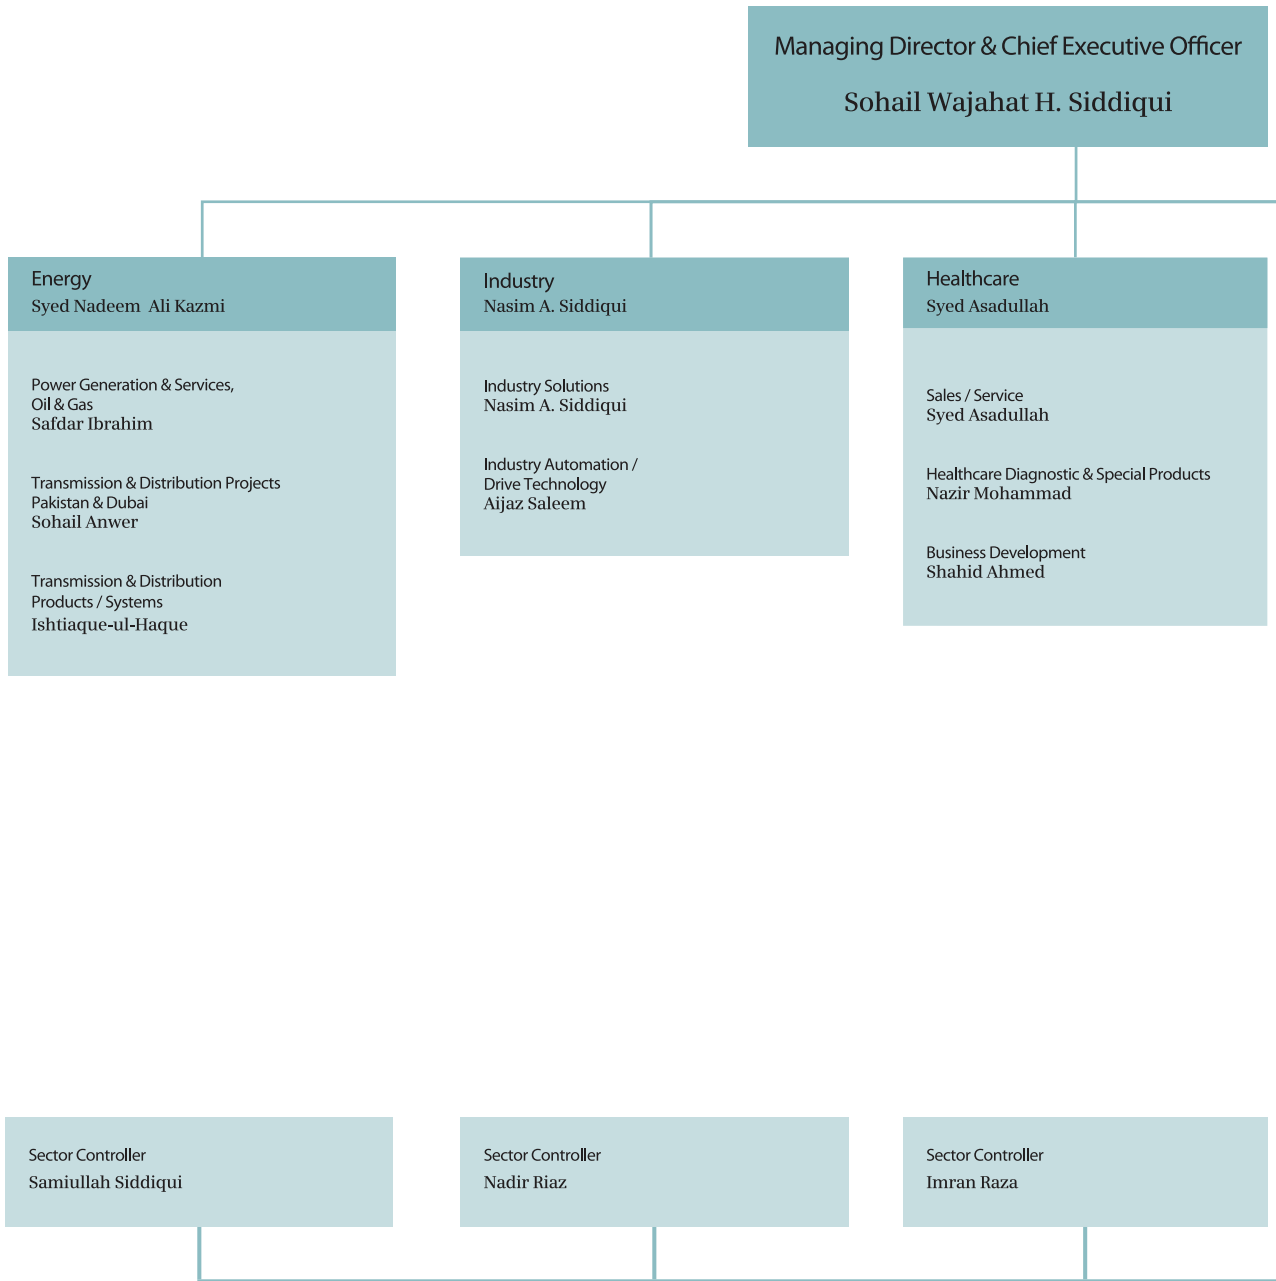 Managing Director & Chief Executive Officer
Sohail Wajahat H. Siddiqui
Energy
Syed Nadeem Ali Kazmi
Power Generation & Services,
Oil & Gas
Safdar Ibrahim
Transmission & Distribution Projects
Pakistan & Dubai
Sohail Anwer
Transmission & Distribution
Products / Systems
Ishtiaque-ul-Haque
Industry
Nasim A. Siddiqui
Industry Solutions
Nasim A. Siddiqui
Industry Automation /
Drive Technology
Aijaz Saleem
Healthcare
Syed Asadullah
Sales / Service
Syed Asadullah
Healthcare Diagnostic & Special Products
Nazir Mohammad
Business Development
Shahid Ahmed
Sector Controller
Samiullah Siddiqui
Sector Controller
Nadir Riaz
Sector Controller
Imran Raza